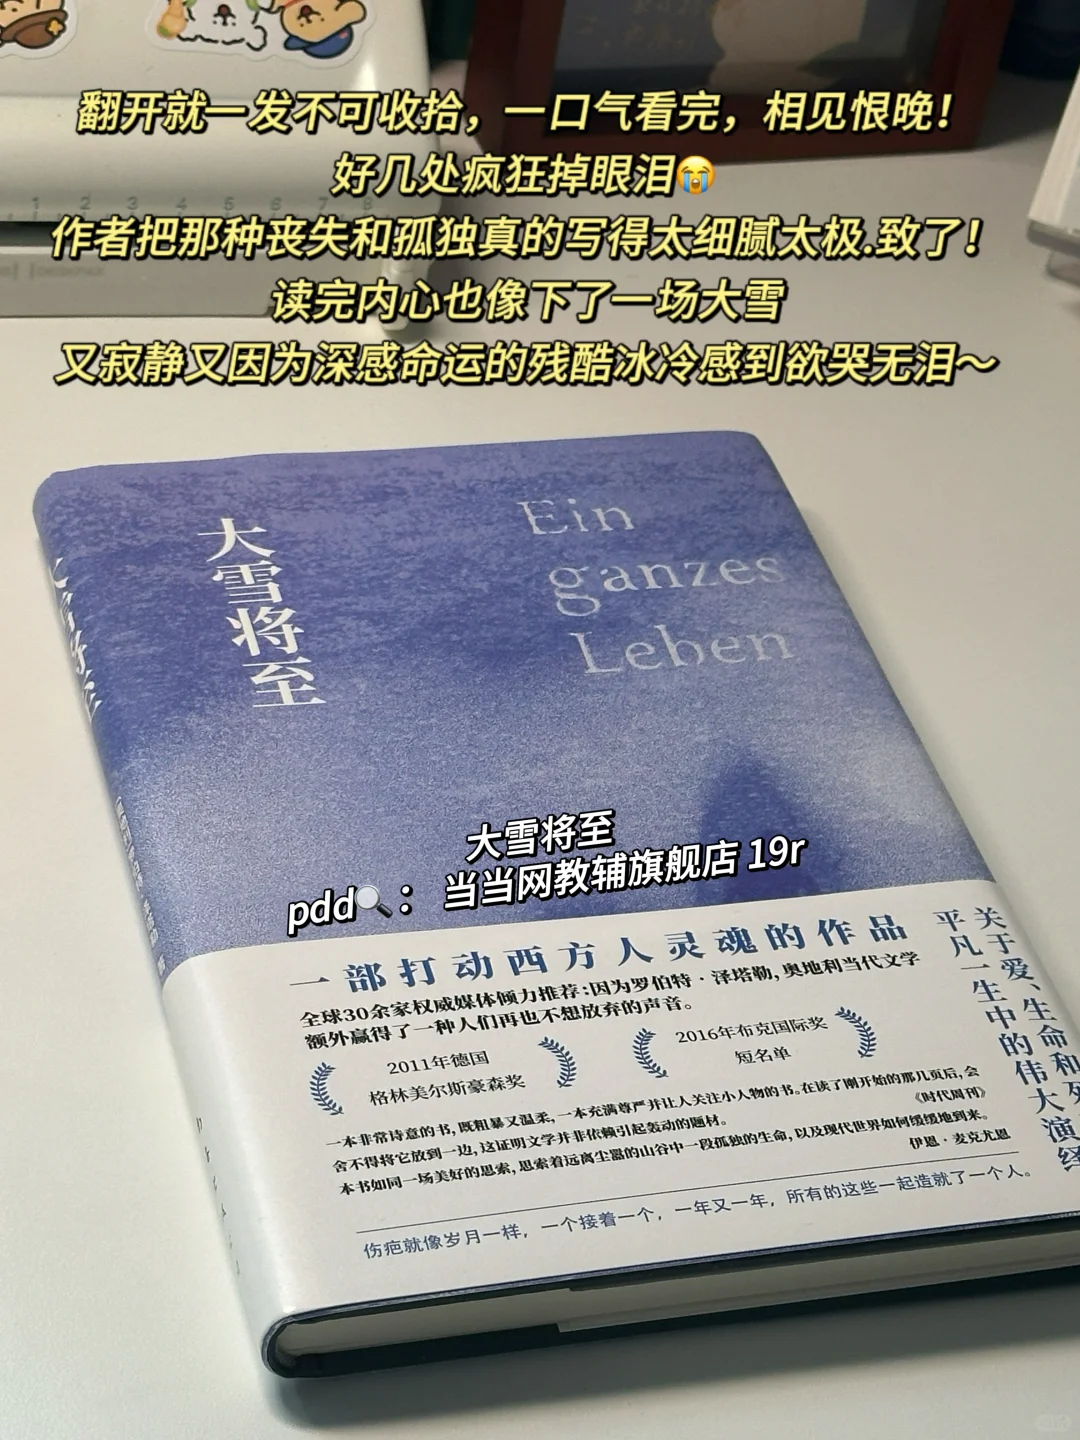 翻开就一发不可收拾，一口气看完，相见恨晚！
好几处疯狂掉眼泪😭
作者把那种丧失和孤独真的写得太细腻太极.致了！
读完内心也像下了一场大雪
又寂静又因为深感命运的残酷冰冷感到欲哭无泪～
1 2 3 4 5 6 7 8
大雪将至
Ein
ganzes
Leben
大雪将至
pdd🔍：当当网教辅旗舰店 19r
一部打动西方人灵魂的作品
全球30余家权威媒体倾力推荐：因为罗伯特·泽塔勒，奥地利当代文学
额外赢得了一种人们再也不想放弃的声音。
2011年德国
格林美尔斯豪森奖
2016年布克国际奖
短名单
一本非常诗意的书，既粗暴又温柔，一本充满尊严并让人关注小人物的书。在读了刚开始的那几页后，会
舍不得将它放到一边，这证明文学并非依赖引起轰动的题材。
《时代周刊》
本书如同一场美好的思索，思索着远离尘嚣的山谷中一段孤独的生命，以及现代世界如何缓缓地到来。
伊恩·麦克尤恩
伤疤就像岁月一样，一个接着一个，一年又一年，所有的这些一起造就了一个人。
关于爱、生命和死
平凡一生中的伟大演绎